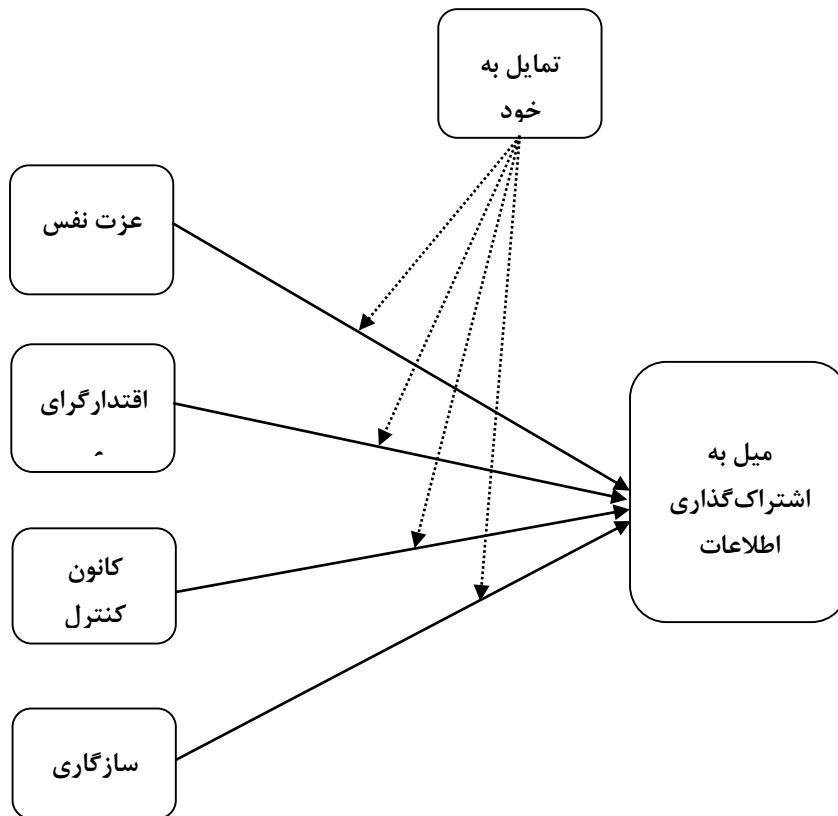 تمایل به
خود
عزت نفس
اقتدارگرای
میل به
اشتراک‌گذاری
اطلاعات
کانون
کنترل
سازگاری